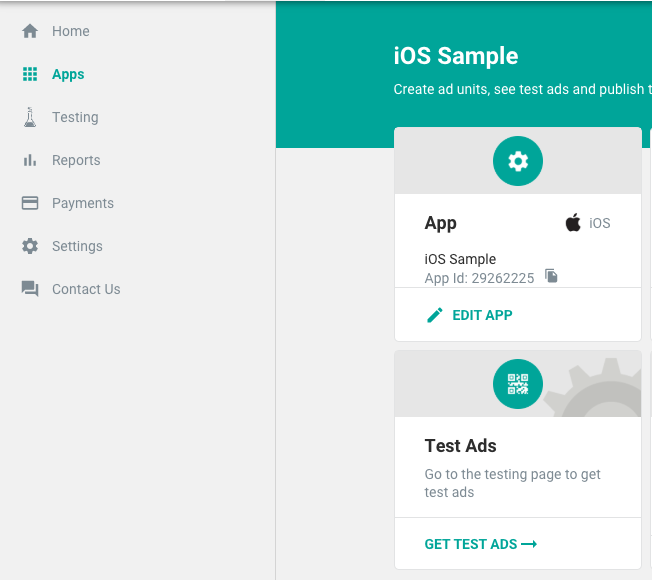 Home
Apps
Testing
Reports
Payments
Settings
Contact Us
iOS Sample
Create ad units, see test ads and publish
App
iOS
iOS Sample
App Id: 29262225
EDIT APP
Test Ads
Go to the testing page to get
test ads
GET TEST ADS